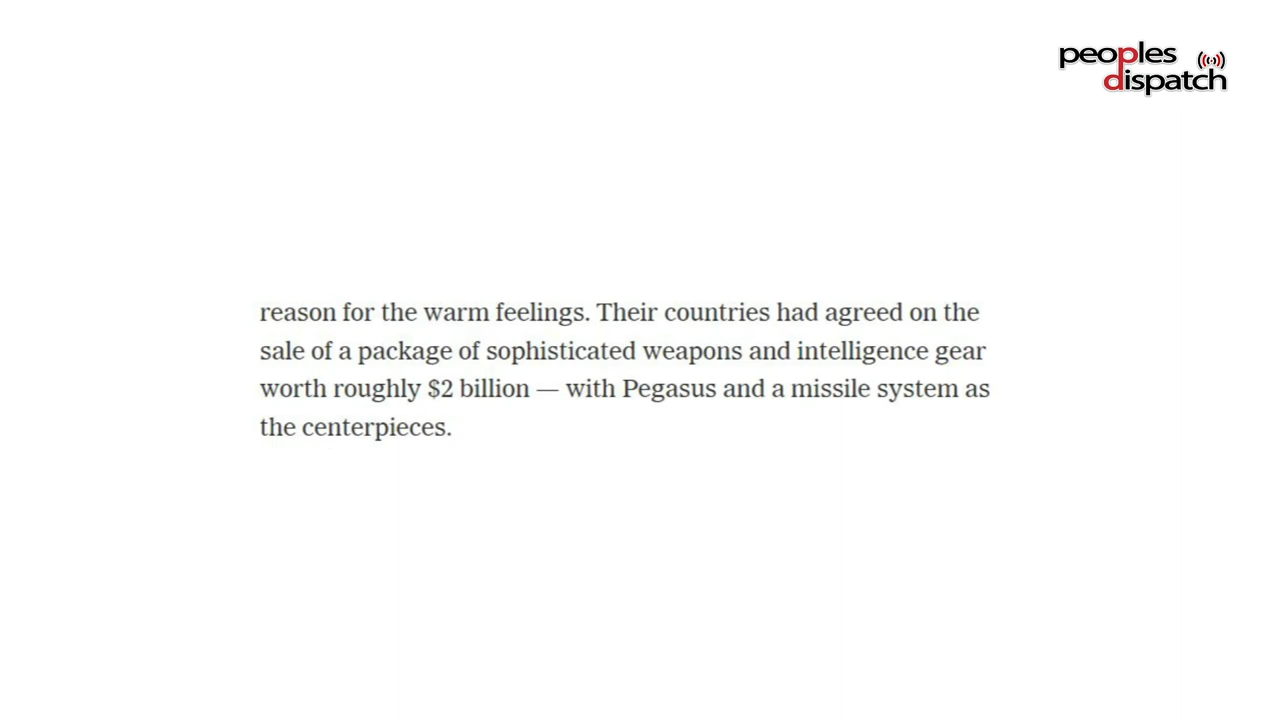 peoples
dispatch
reason for the warm feelings. Their countries had agreed on the
sale of a package of sophisticated weapons and intelligence gear
worth roughly $2 billion — with Pegasus and a missile system as
the centerpieces.